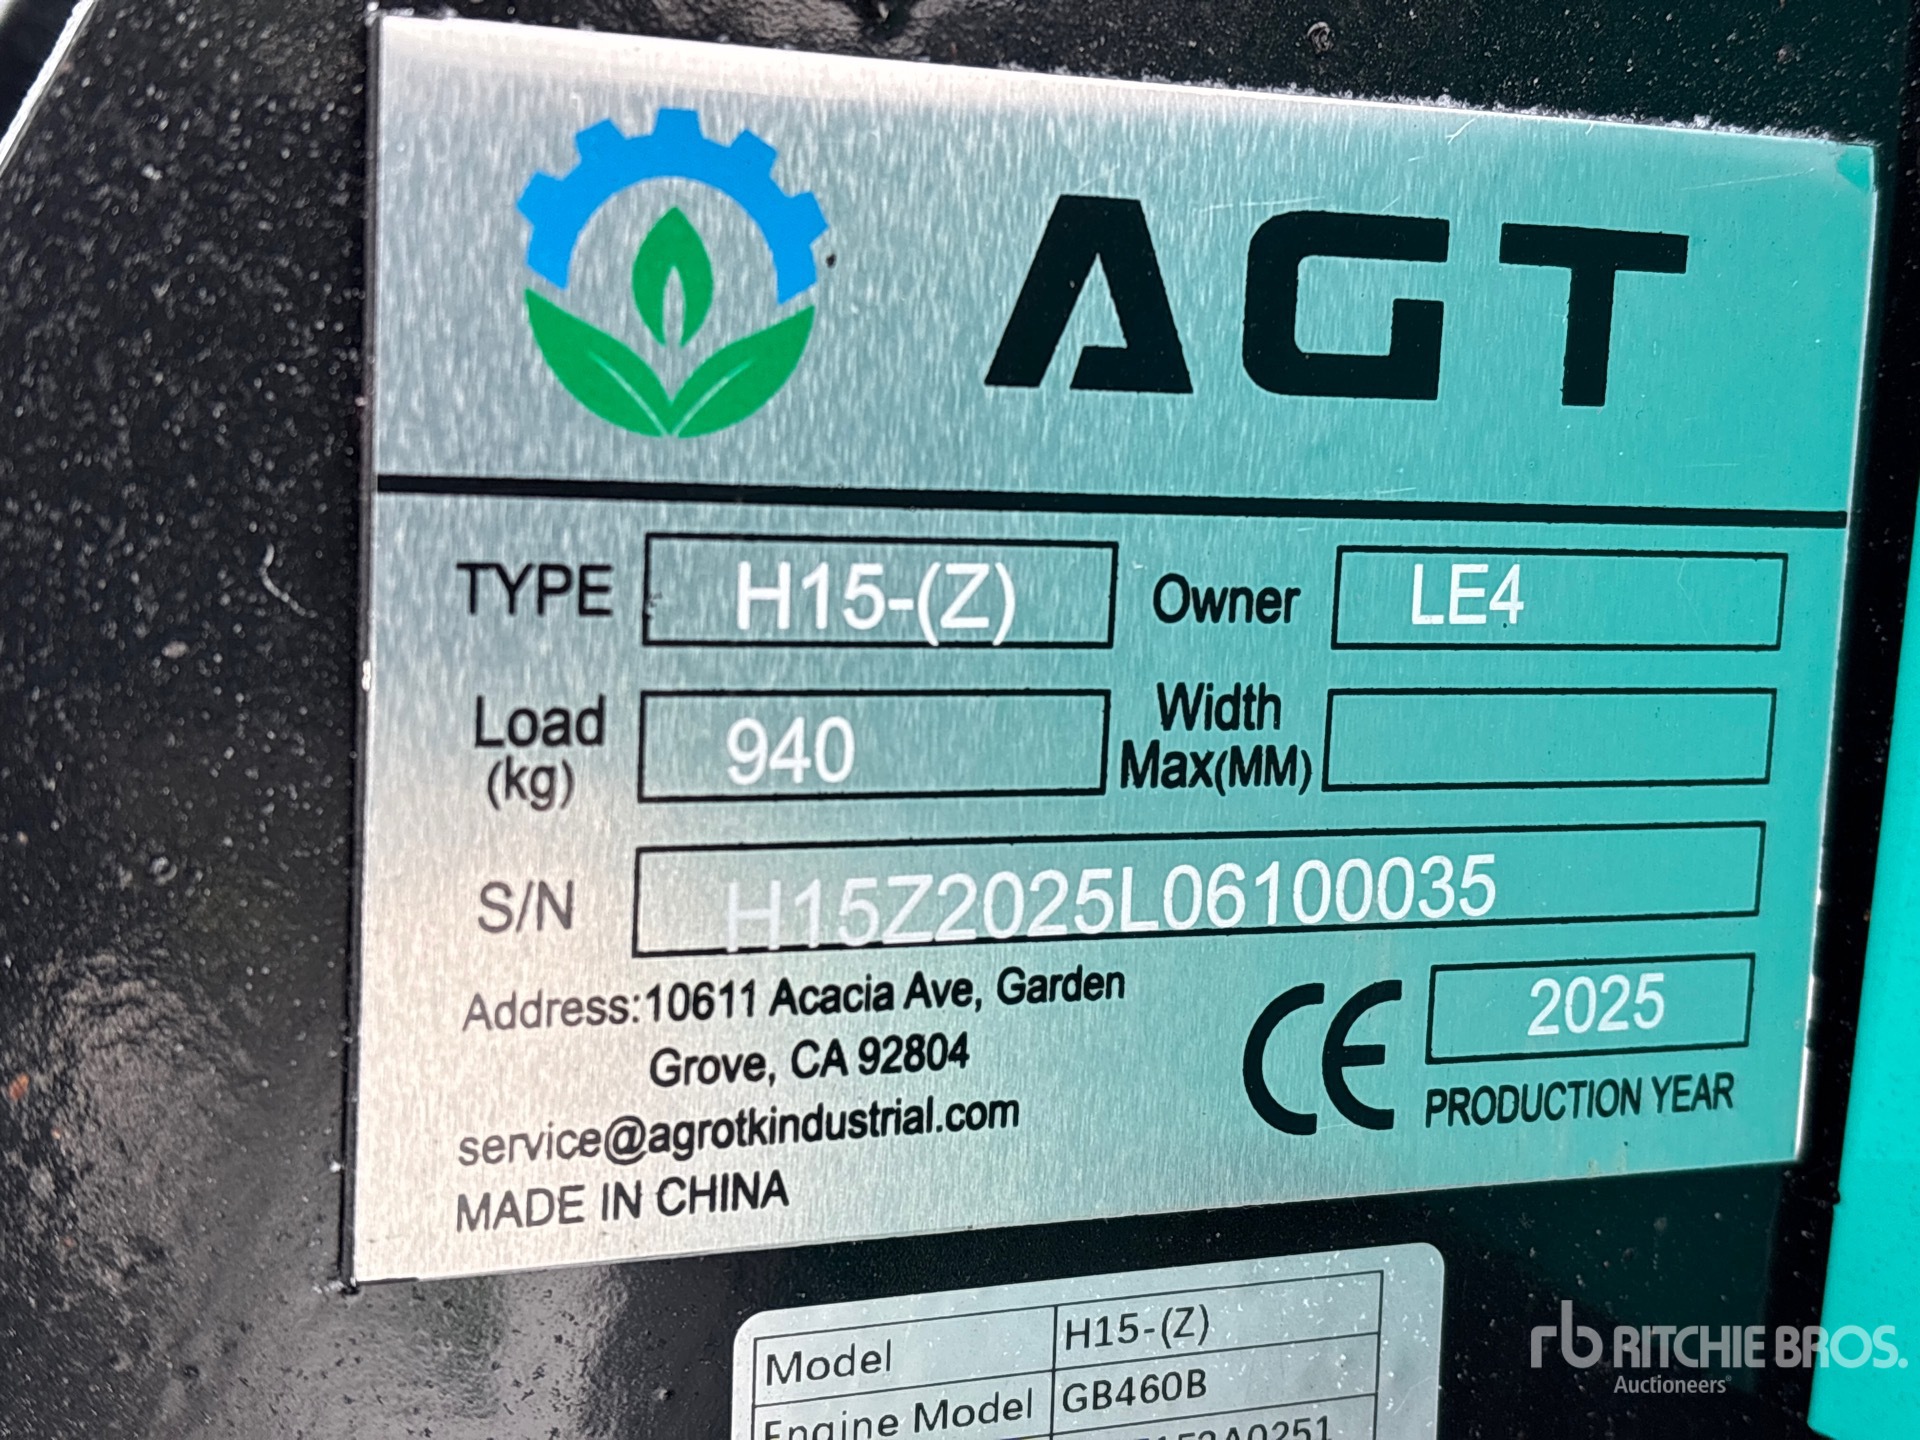 AGT
TYPE H15-(Z) Owner LE4
Load (kg) 940 Width Max(MM)
S/N H15Z2025L06100035
Address:10611 Acacia Ave, Garden
Grove, CA 92804
service@agrotkindustrial.com
MADE IN CHINA
CE 2025
PRODUCTION YEAR
Model H15-(Z)
Engine Model GB460B
rb RITCHIE BROS.
Auctioneers